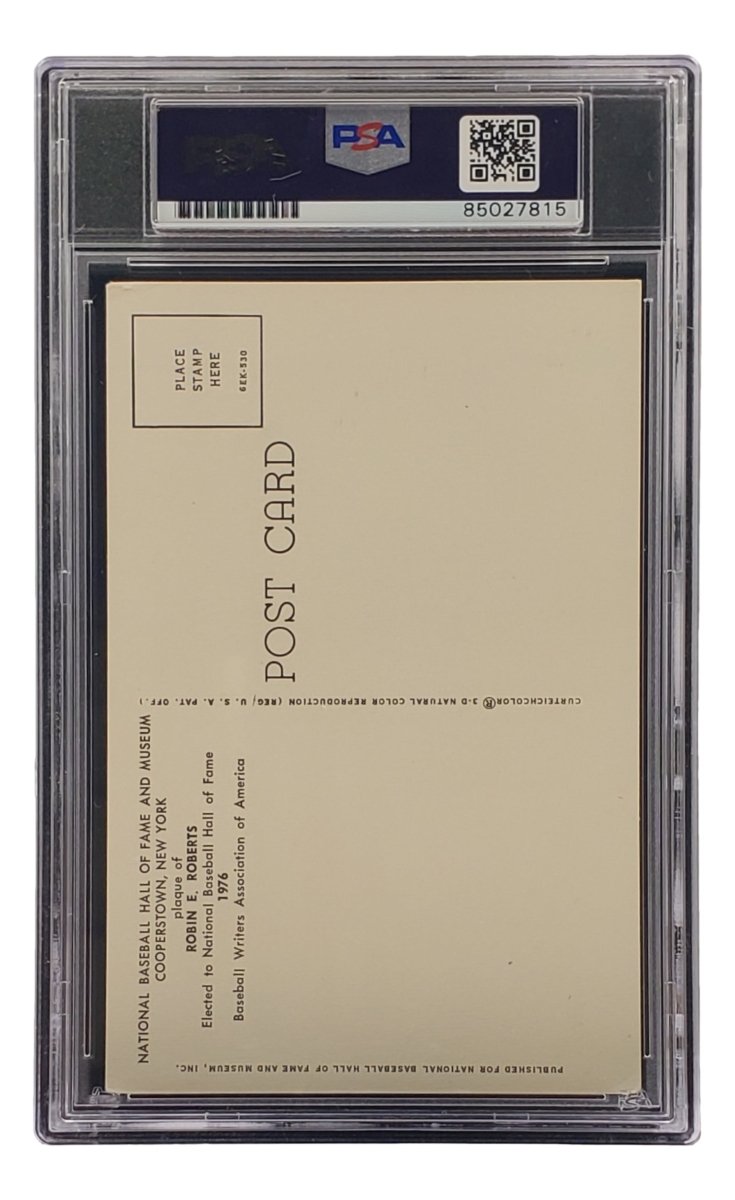 PSA
85027815
PLACE
STAMP
HERE
6EK-530
POST CARD
CURTEICHCOLOR® 3-D NATURAL COLOR REPRODUCTION (REG. U. S. A. PAT. OFF.)
NATIONAL BASEBALL HALL OF FAME AND MUSEUM
COOPERSTOWN, NEW YORK
plaque of
ROBIN E. ROBERTS
Elected to National Baseball Hall of Fame
1976
Baseball Writers Association of America
PUBLISHED FOR NATIONAL BASEBALL HALL OF FAME AND MUSEUM, INC.